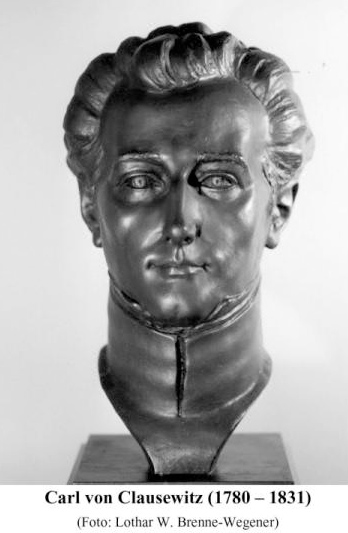 Carl von Clausewitz (1780 – 1831)
(Foto: Lothar W. Brenne-Wegener)